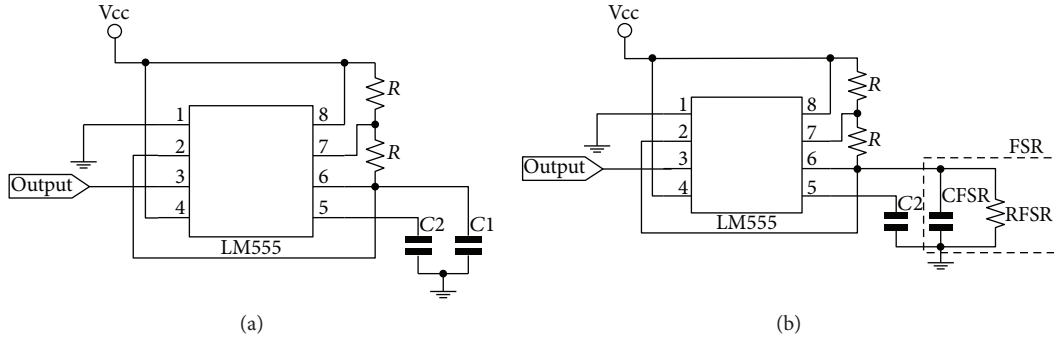 Vcc
R
R
1
2
3
4
8
7
6
5
Output
LM555
C2
C1
(a)
Vcc
R
R
1
2
3
4
8
7
6
5
Output
LM555
C2
FSR
CFSR
RFSR
(b)